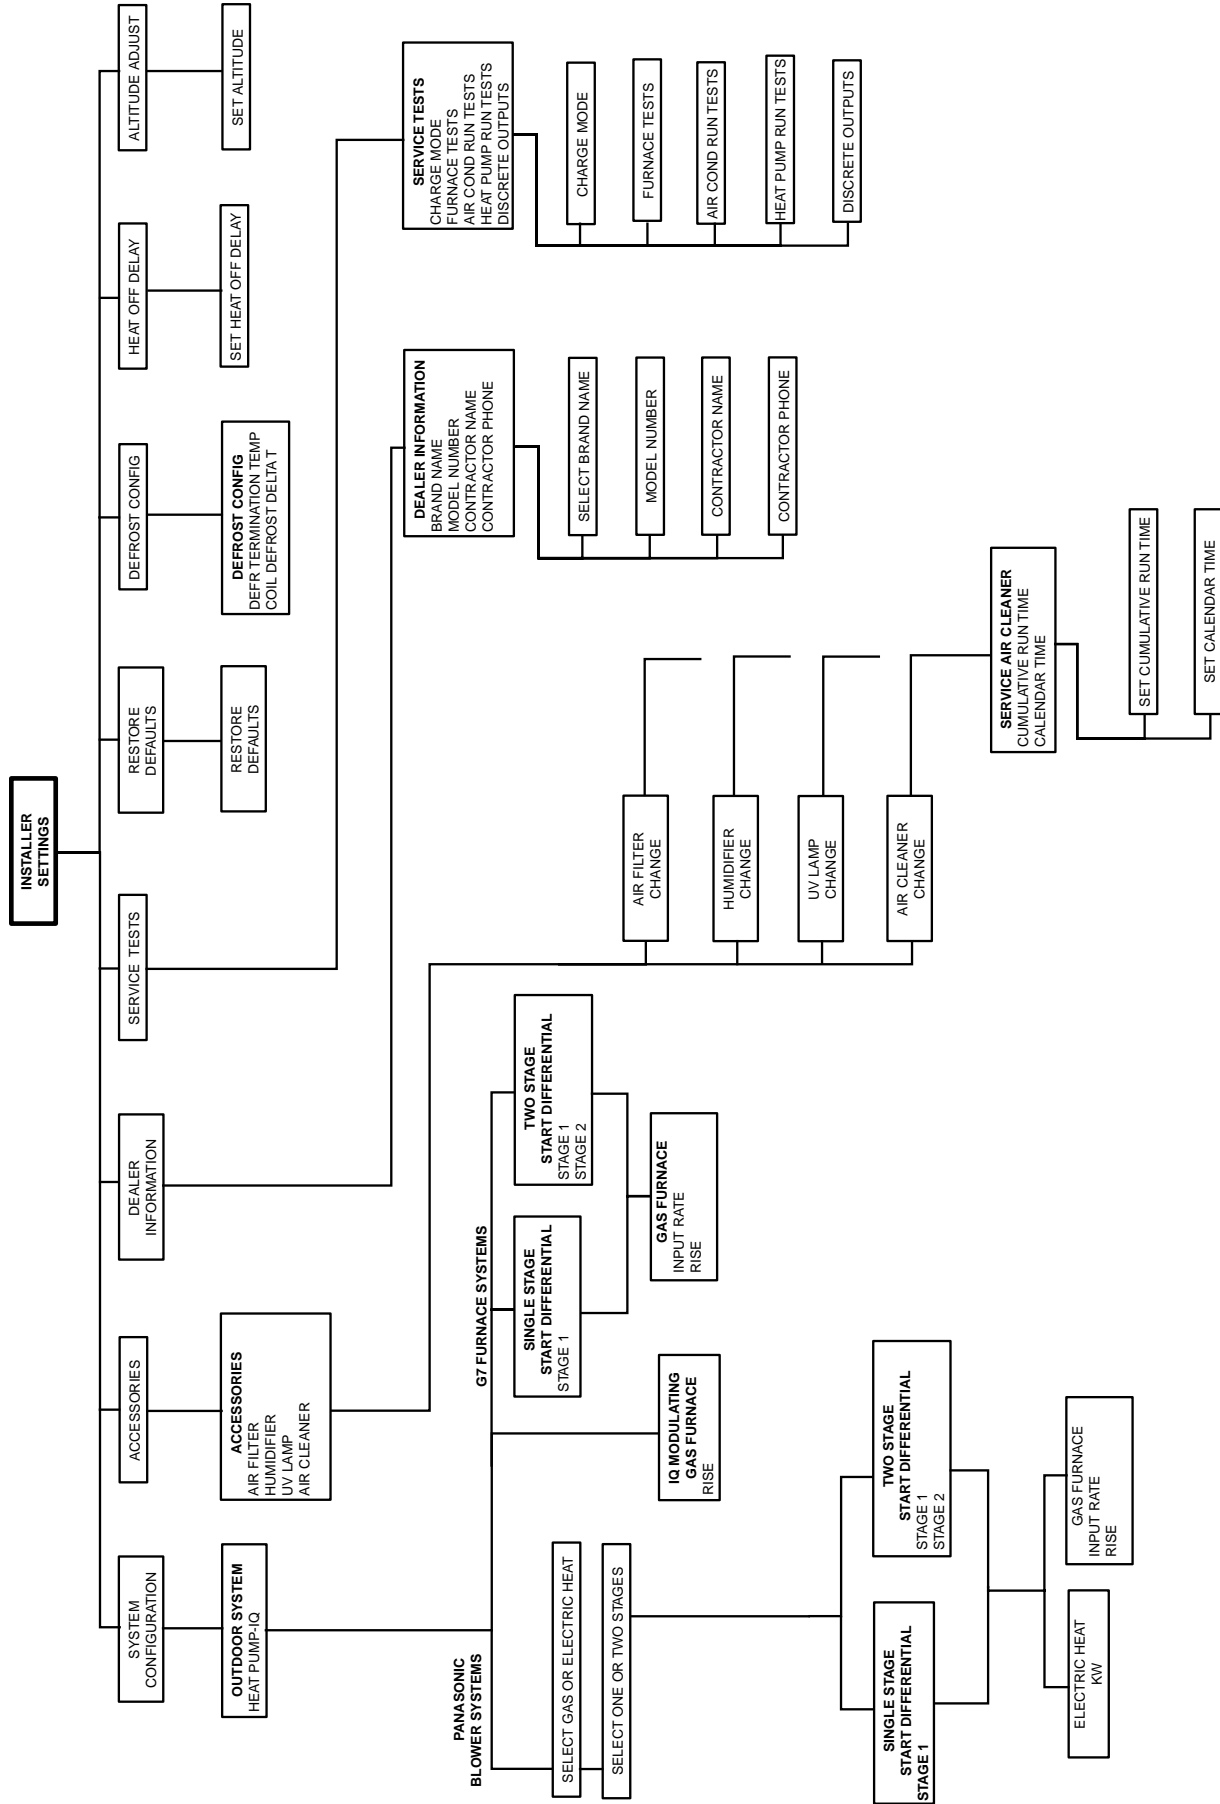 INSTALLER
SETTINGS
SYSTEM
CONFIGURATION
ACCESSORIES
DEALER
INFORMATION
SERVICE TESTS
RESTORE
DEFAULTS
DEFROST CONFIG
HEAT OFF DELAY
ALTITUDE ADJUST
OUTDOOR SYSTEM
HEAT PUMP-IQ
ACCESSORIES
AIR FILTER
HUMIDIFIER
UV LAMP
AIR CLEANER
RESTORE
DEFAULTS
DEFROST CONFIG
DEFR TERMINATION TEMP
COIL DEFROST DELTA T
SET HEAT OFF DELAY
SET ALTITUDE
DEALER INFORMATION
BRAND NAME
MODEL NUMBER
CONTRACTOR NAME
CONTRACTOR PHONE
SERVICE TESTS
CHARGE MODE
FURNACE TESTS
AIR COND RUN TESTS
HEAT PUMP RUN TESTS
DISCRETE OUTPUTS
SELECT BRAND NAME
MODEL NUMBER
CONTRACTOR NAME
CONTRACTOR PHONE
CHARGE MODE
FURNACE TESTS
AIR COND RUN TESTS
HEAT PUMP RUN TESTS
DISCRETE OUTPUTS
PANASONIC
BLOWER SYSTEMS
G7 FURNACE SYSTEMS
SELECT GAS OR ELECTRIC HEAT
SELECT ONE OR TWO STAGES
IQ MODULATING
GAS FURNACE
RISE
SINGLE STAGE
START DIFFERENTIAL
STAGE 1
TWO STAGE
START DIFFERENTIAL
STAGE 1
STAGE 2
GAS FURNACE
INPUT RATE
RISE
AIR FILTER
CHANGE
HUMIDIFIER
CHANGE
UV LAMP
CHANGE
AIR CLEANER
CHANGE
SINGLE STAGE
START DIFFERENTIAL
STAGE 1
TWO STAGE
START DIFFERENTIAL
STAGE 1
STAGE 2
ELECTRIC HEAT
KW
GAS FURNACE
INPUT RATE
RISE
SERVICE AIR CLEANER
CUMULATIVE RUN TIME
CALENDAR TIME
SET CUMULATIVE RUN TIME
SET CALENDAR TIME